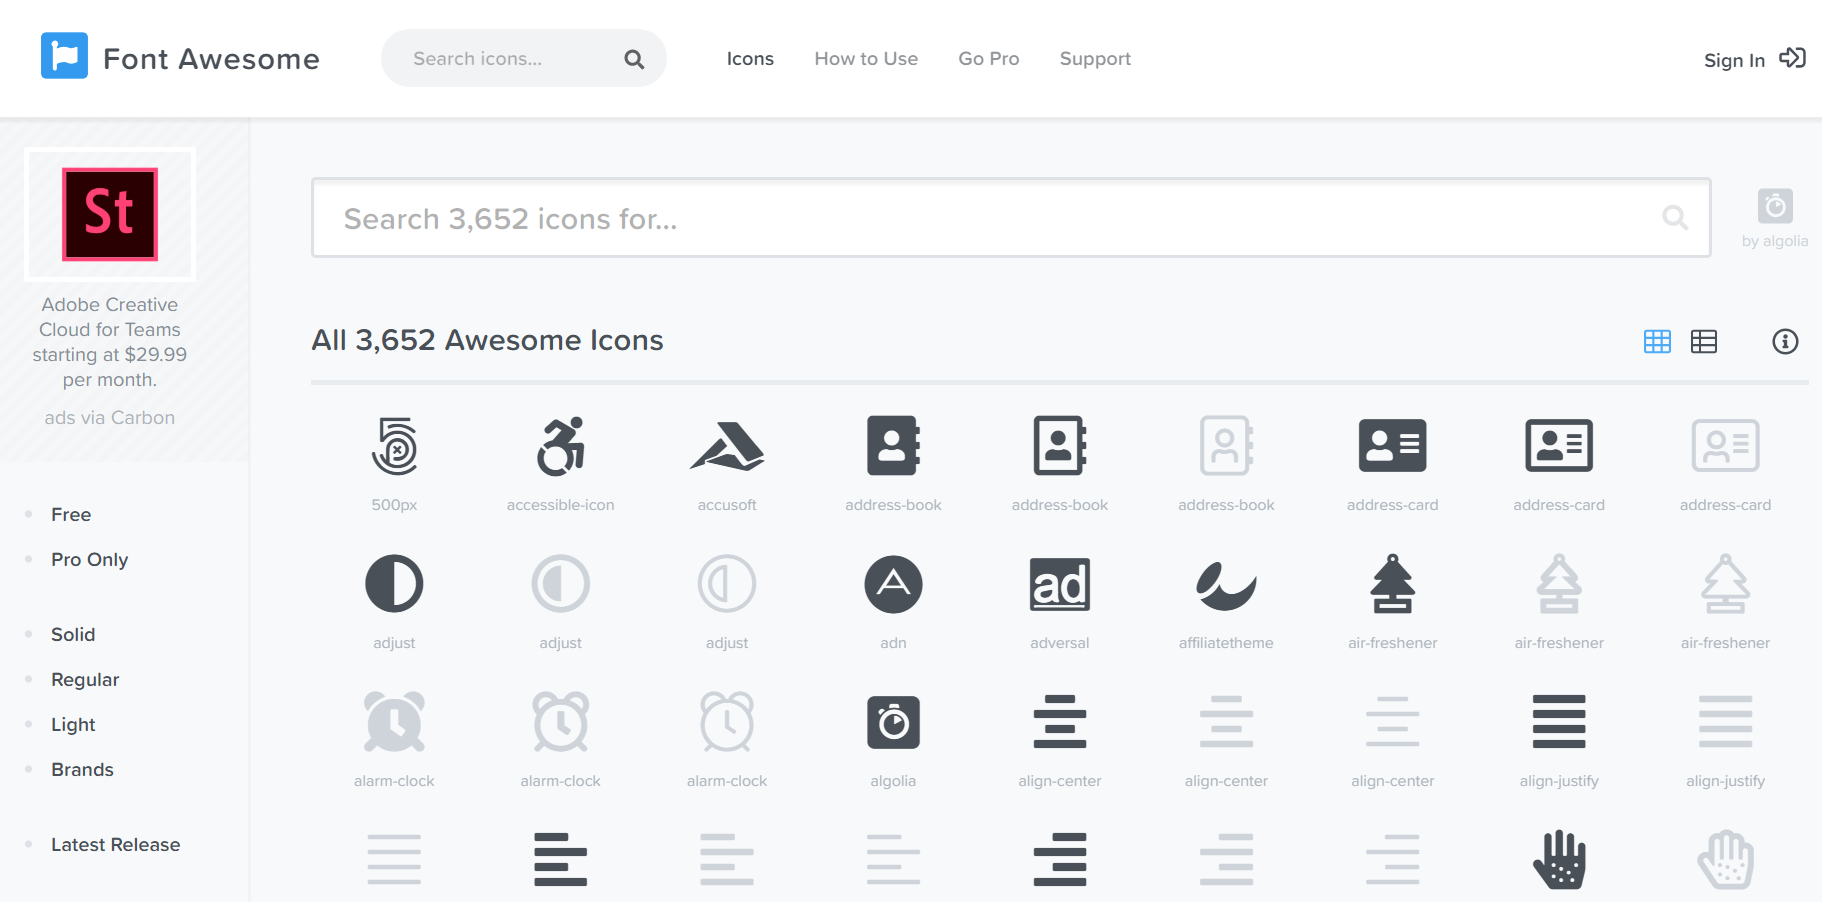 Font Awesome
Search icons...
Icons
How to Use
Go Pro
Support
Sign In
St
Adobe Creative
Cloud for Teams
starting at $29.99
per month.
ads via Carbon
Free
Pro Only
Solid
Regular
Light
Brands
Latest Release
Search 3,652 icons for...
by algolia
All 3,652 Awesome Icons
500px
accessible-icon
accusoft
address-book
address-book
address-book
address-card
address-card
address-card
adjust
adjust
adjust
adn
ad
adversal
affiliatetheme
air-freshener
air-freshener
air-freshener
alarm-clock
alarm-clock
alarm-clock
algolia
align-center
align-center
align-center
align-justify
align-justify